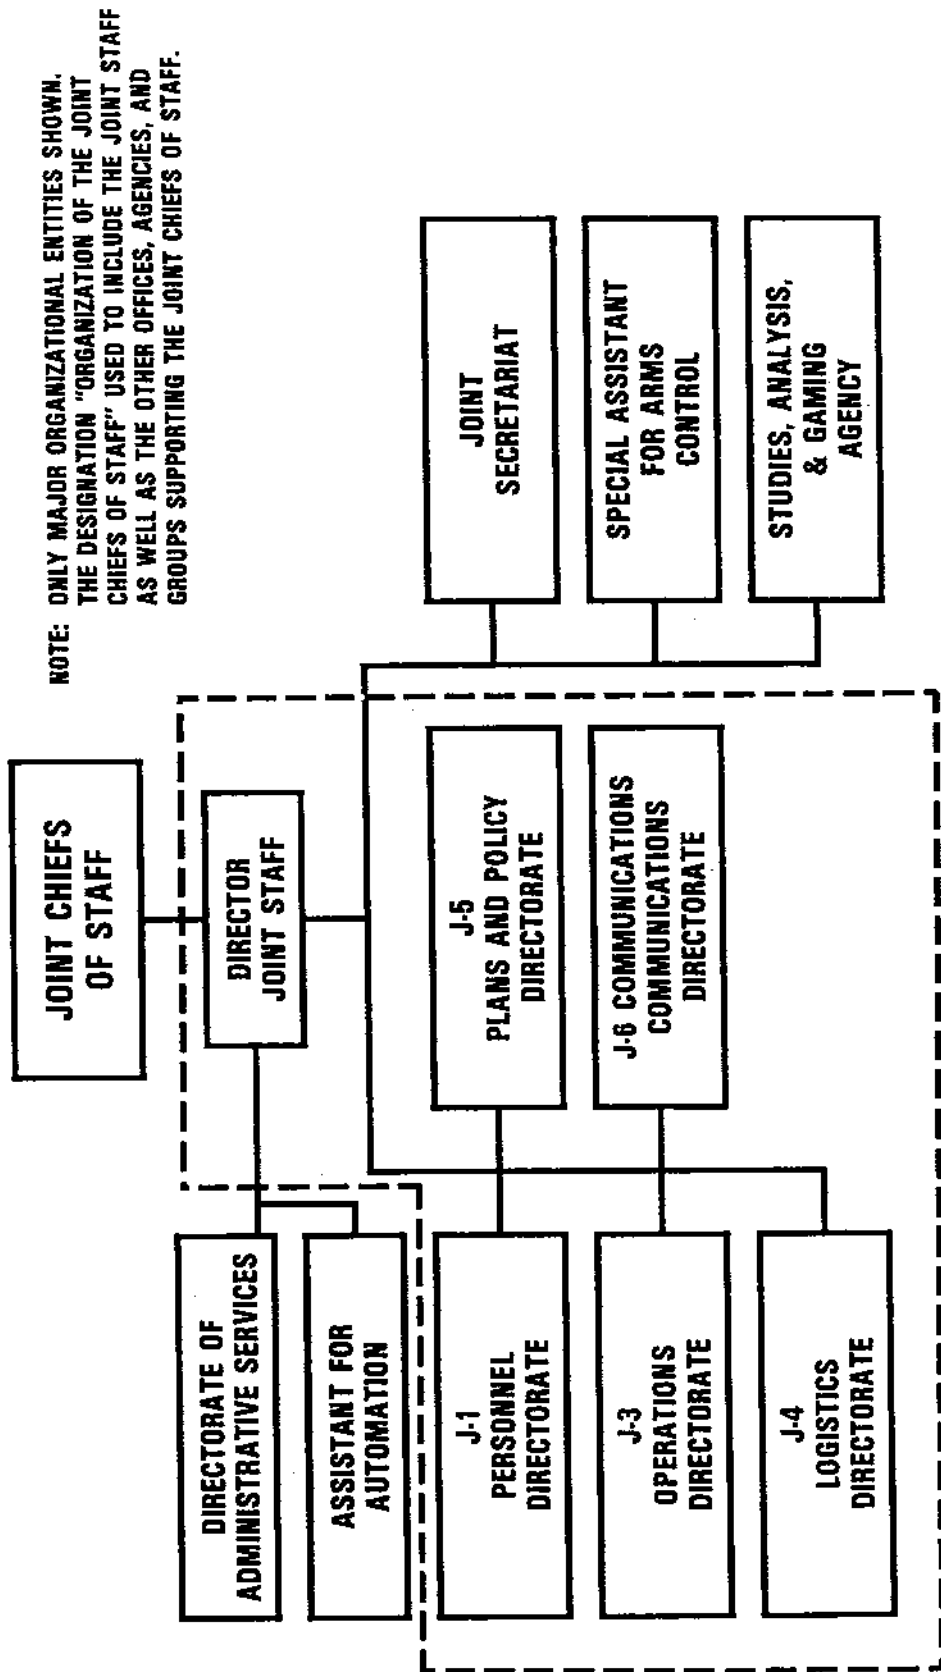 NOTE: ONLY MAJOR ORGANIZATIONAL ENTITIES SHOWN.
THE DESIGNATION "ORGANIZATION OF THE JOINT
CHIEFS OF STAFF" USED TO INCLUDE THE JOINT STAFF
AS WELL AS THE OTHER OFFICES, AGENCIES, AND
GROUPS SUPPORTING THE JOINT CHIEFS OF STAFF.
JOINT CHIEFS
OF STAFF
DIRECTOR
JOINT STAFF
DIRECTORATE OF
ADMINISTRATIVE SERVICES
ASSISTANT FOR
AUTOMATION
J-1
PERSONNEL
DIRECTORATE
J-5
PLANS AND POLICY
DIRECTORATE
JOINT
SECRETARIAT
J-3
OPERATIONS
DIRECTORATE
J-6 COMMUNICATIONS
COMMUNICATIONS
DIRECTORATE
SPECIAL ASSISTANT
FOR ARMS
CONTROL
J-4
LOGISTICS
DIRECTORATE
STUDIES, ANALYSIS,
& GAMING
AGENCY